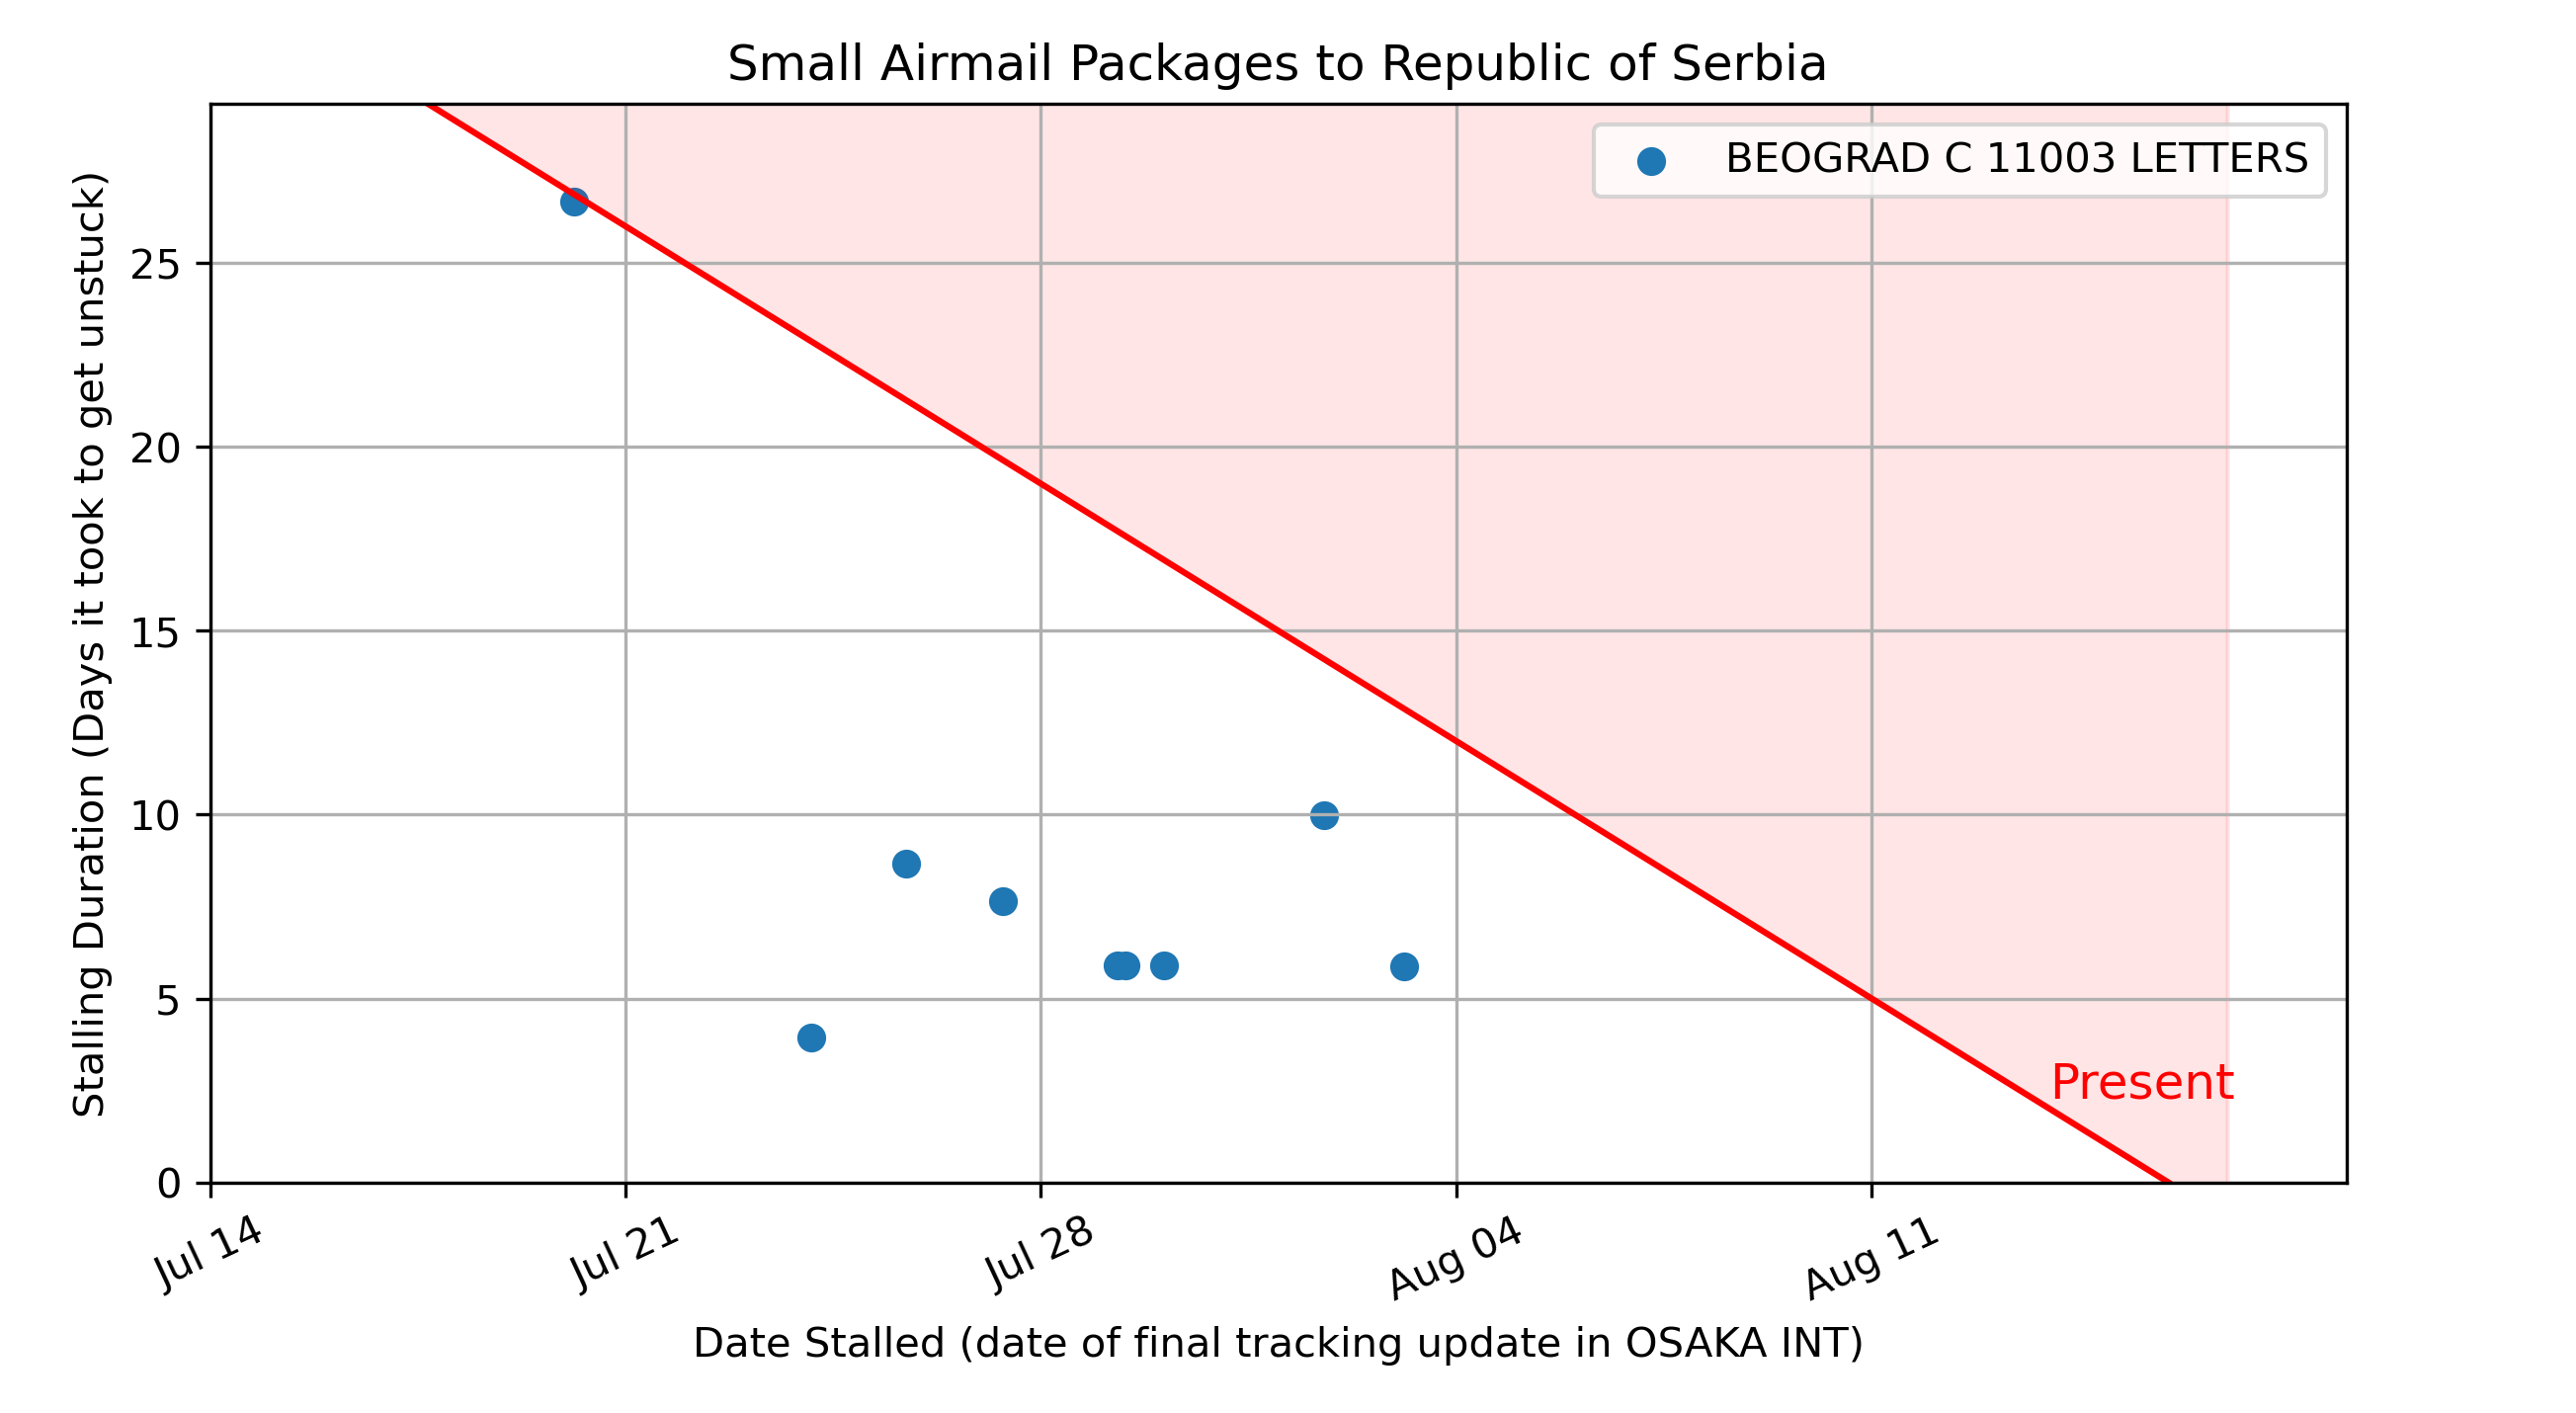 Small Airmail Packages to Republic of Serbia
BEOGRAD C 11003 LETTERS
Stalling Duration (Days it took to get unstuck)
25
20
15
10
5
0
Present
Jul 14
Jul 21
Jul 28
Aug 04
Aug 11
Date Stalled (date of final tracking update in OSAKA INT)